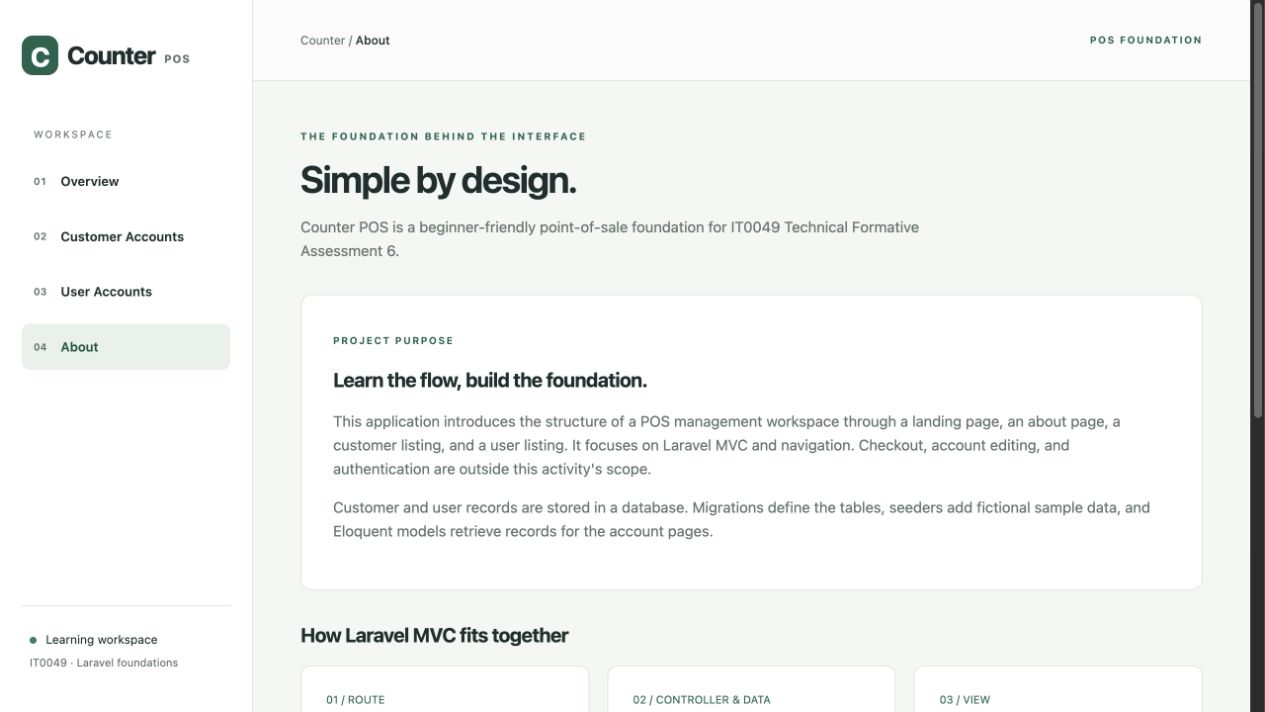 C Counter POS
WORKSPACE
01 Overview
02 Customer Accounts
03 User Accounts
04 About
Learning workspace
IT0049 · Laravel foundations
Counter / About
POS FOUNDATION
THE FOUNDATION BEHIND THE INTERFACE
Simple by design.
Counter POS is a beginner-friendly point-of-sale foundation for IT0049 Technical Formative
Assessment 6.
PROJECT PURPOSE
Learn the flow, build the foundation.
This application introduces the structure of a POS management workspace through a landing page, an about page, a
customer listing, and a user listing. It focuses on Laravel MVC and navigation. Checkout, account editing, and
authentication are outside this activity's scope.
Customer and user records are stored in a database. Migrations define the tables, seeders add fictional sample data, and
Eloquent models retrieve records for the account pages.
How Laravel MVC fits together
01 / ROUTE
02 / CONTROLLER & DATA
03 / VIEW